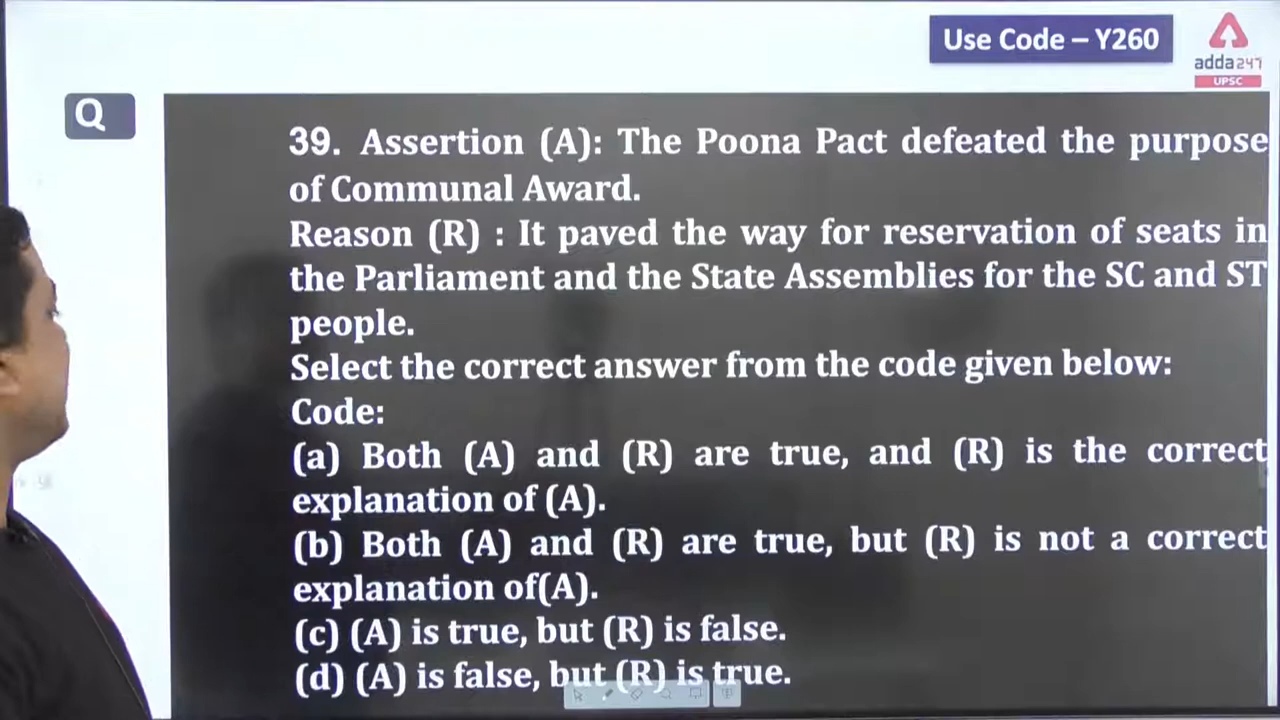 Use Code – Y260
adda247
UPSC
Q
39. Assertion (A): The Poona Pact defeated the purpose
of Communal Award.
Reason (R) : It paved the way for reservation of seats in
the Parliament and the State Assemblies for the SC and ST
people.
Select the correct answer from the code given below:
Code:
(a) Both (A) and (R) are true, and (R) is the correct
explanation of (A).
(b) Both (A) and (R) are true, but (R) is not a correct
explanation of(A).
(c) (A) is true, but (R) is false.
(d) (A) is false, but (R) is true.